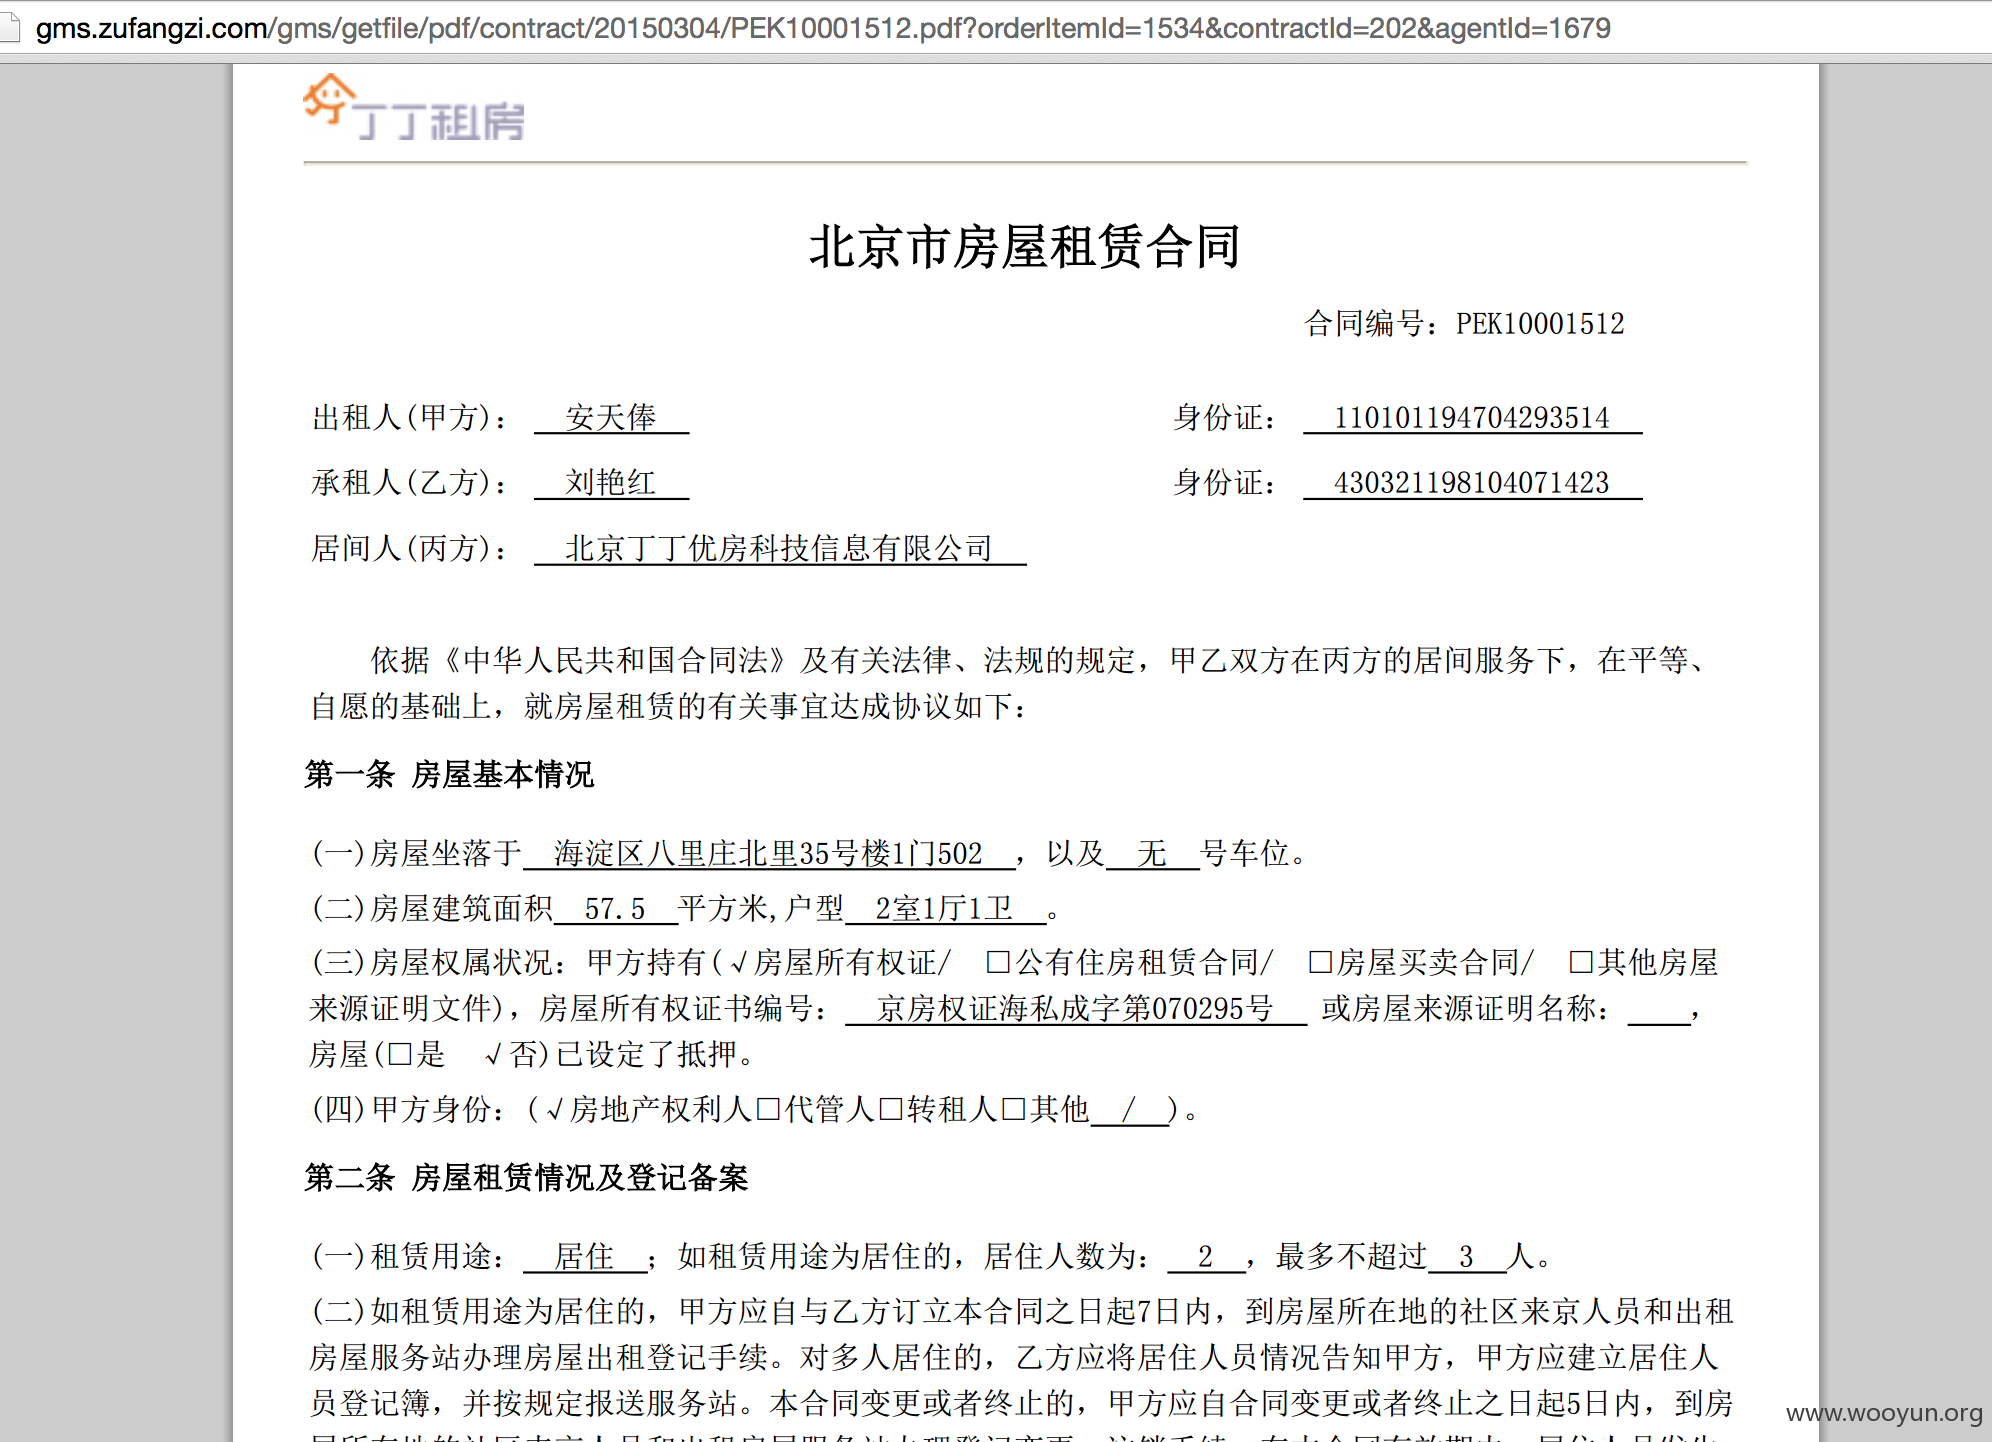 gms.zufangzi.com/gms/getfile/pdf/contract/20150304/PEK10001512.pdf?orderItemId=1534&contractId=202&agentId=1679
丁丁租房
北京市房屋租赁合同
合同编号：PEK10001512
出租人(甲方)： 安天俸 身份证： 110101194704293514
承租人(乙方)： 刘艳红 身份证： 430321198104071423
居间人(丙方)： 北京丁丁优房科技信息有限公司
依据《中华人民共和国合同法》及有关法律、法规的规定，甲乙双方在丙方的居间服务下，在平等、
自愿的基础上，就房屋租赁的有关事宜达成协议如下：
第一条 房屋基本情况
(一)房屋坐落于 海淀区八里庄北里35号楼1门502 ，以及 无 号车位。
(二)房屋建筑面积 57.5 平方米,户型 2室1厅1卫 。
(三)房屋权属状况：甲方持有(√房屋所有权证/ □公有住房租赁合同/ □房屋买卖合同/ □其他房屋
来源证明文件)，房屋所有权证书编号： 京房权证海私成字第070295号 或房屋来源证明名称：____，
房屋(□是 √否)已设定了抵押。
(四)甲方身份：(√房地产权利人□代管人□转租人□其他 / )。
第二条 房屋租赁情况及登记备案
(一)租赁用途： 居住 ；如租赁用途为居住的，居住人数为： 2 ，最多不超过 3 人。
(二)如租赁用途为居住的，甲方应自与乙方订立本合同之日起7日内，到房屋所在地的社区来京人员和出租
房屋服务站办理房屋出租登记手续。对多人居住的，乙方应将居住人员情况告知甲方，甲方应建立居住人
员登记簿，并按规定报送服务站。本合同变更或者终止的，甲方应自合同变更或者终止之日起5日内，到房
www.wooyun.org